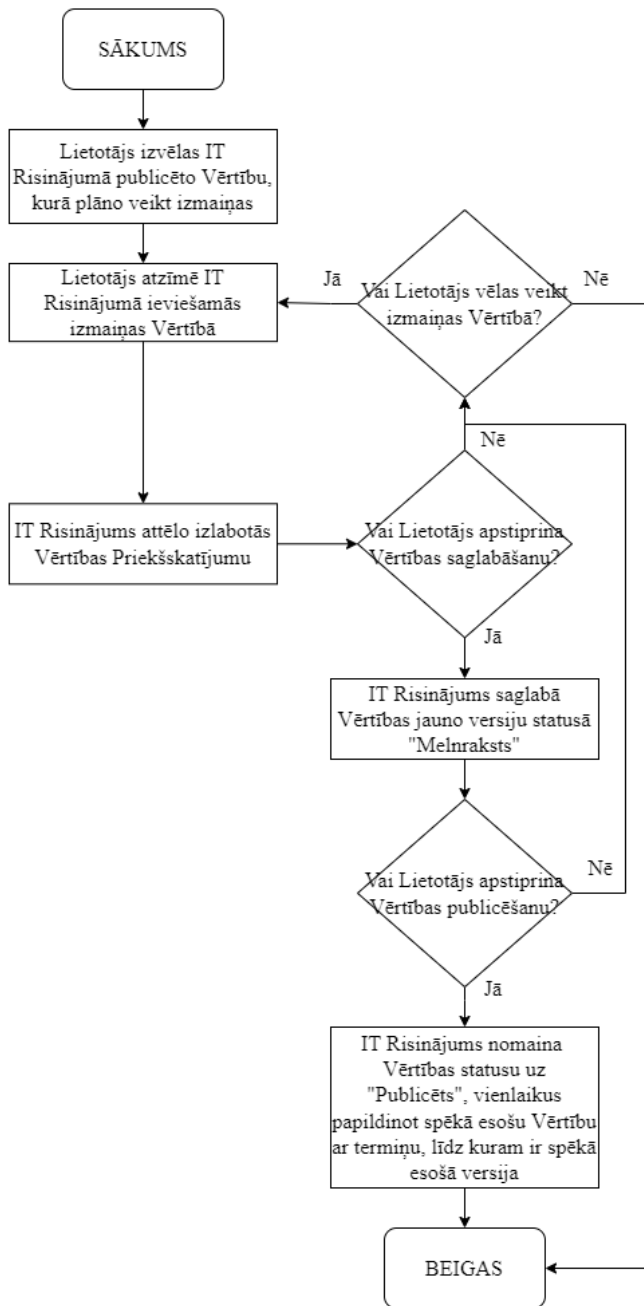 SĀKUMS
Lietotājs izvēlas IT
Risinājumā publicēto Vērtību,
kurā plāno veikt izmaiņas
Lietotājs atzīmē IT
Risinājumā ieviešamās
izmaiņas Vērtībā
Jā
Vai Lietotājs vēlas veikt
izmaiņas Vērtībā?
Nē
Nē
IT Risinājums attēlo izlabotās
Vērtības Priekšskatījumu
Vai Lietotājs apstiprina
Vērtības saglabāšanu?
Jā
IT Risinājums saglabā
Vērtības jauno versiju statusā
"Melnraksts"
Vai Lietotājs apstiprina
Vērtības publicēšanu?
Nē
Jā
IT Risinājums nomaina
Vērtības statusu uz
"Publicēts", vienlaikus
papildinot spēkā esošu Vērtību
ar termiņu, līdz kuram ir spēkā
esošā versija
BEIGAS